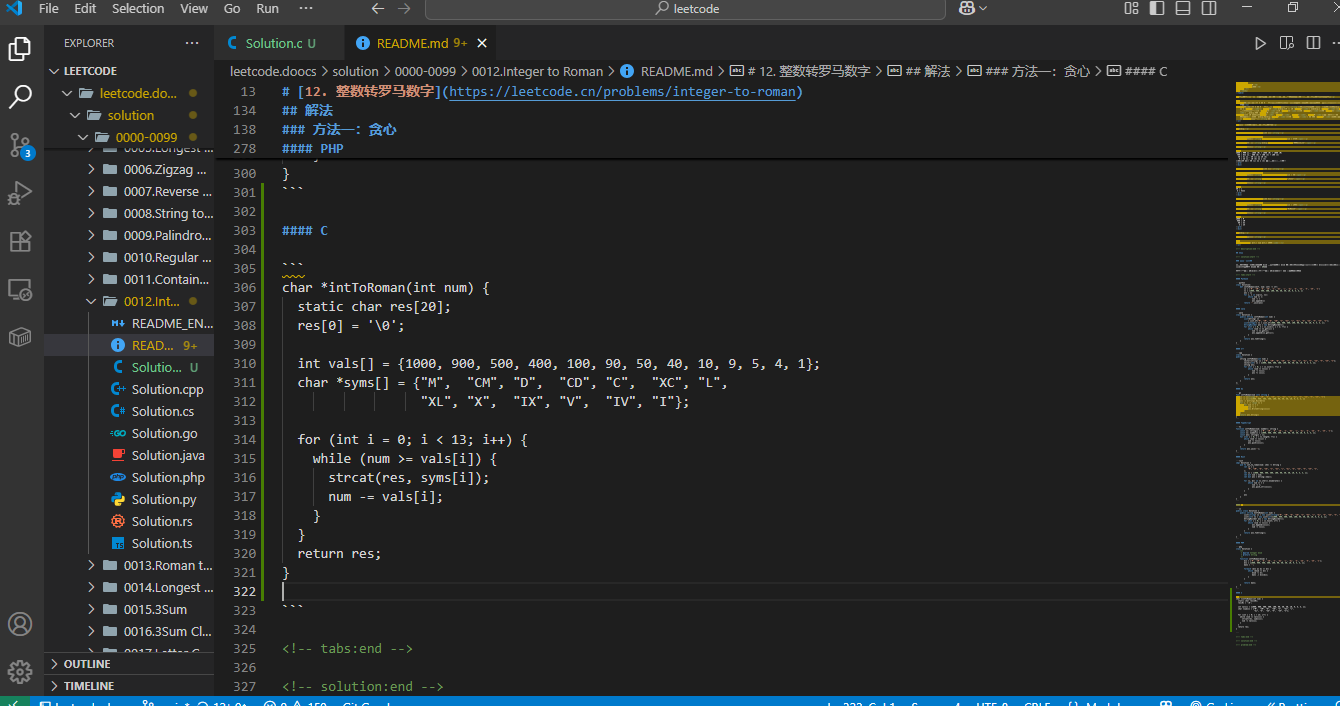 File Edit Selection View Go Run ··· leetcode
EXPLORER ···
Solution.c U
README.md 9+
LEETCODE
leetcode.doocs > solution > 0000-0099 > 0012.Integer to Roman > README.md > # 12. 整数转罗马数字 > ## 解法 > ### 方法一：贪心 > #### C
leetcode.do...
solution
0000-0099
0006.Zigzag ...
0007.Reverse ...
0008.String to...
0009.Palindro...
0010.Regular ...
0011.Contain...
0012.Int...
README_EN...
READ... 9+
Solutio... U
Solution.cpp
Solution.cs
Solution.go
Solution.java
Solution.php
Solution.py
Solution.rs
Solution.ts
0013.Roman t...
0014.Longest ...
0015.3Sum
0016.3Sum Cl...
OUTLINE
TIMELINE
3
13 # [12. 整数转罗马数字](https://leetcode.cn/problems/integer-to-roman)
134 ## 解法
138 ### 方法一：贪心
278 #### PHP
300 }
301 ```
302
303 #### C
304
305 ```
306 char *intToRoman(int num) {
307 static char res[20];
308 res[0] = '\0';
309
310 int vals[] = {1000, 900, 500, 400, 100, 90, 50, 40, 10, 9, 5, 4, 1};
311 char *syms[] = {"M", "CM", "D", "CD", "C", "XC", "L",
312 "XL", "X", "IX", "V", "IV", "I"};
313
314 for (int i = 0; i < 13; i++) {
315 while (num >= vals[i]) {
316 strcat(res, syms[i]);
317 num -= vals[i];
318 }
319 }
320 return res;
321 }
322
323 ```
324
325 <!-- tabs:end -->
326
327 <!-- solution:end -->